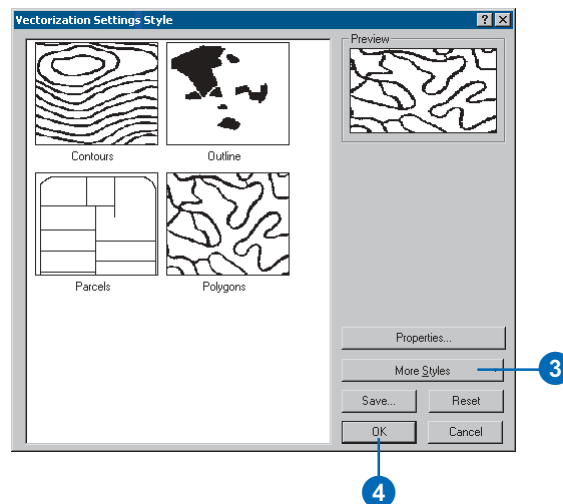 Vectorization Settings Style
Preview
Contours
Outline
Parcels
Polygons
Properties...
More Styles
Save...
Reset
OK
Cancel
3
4